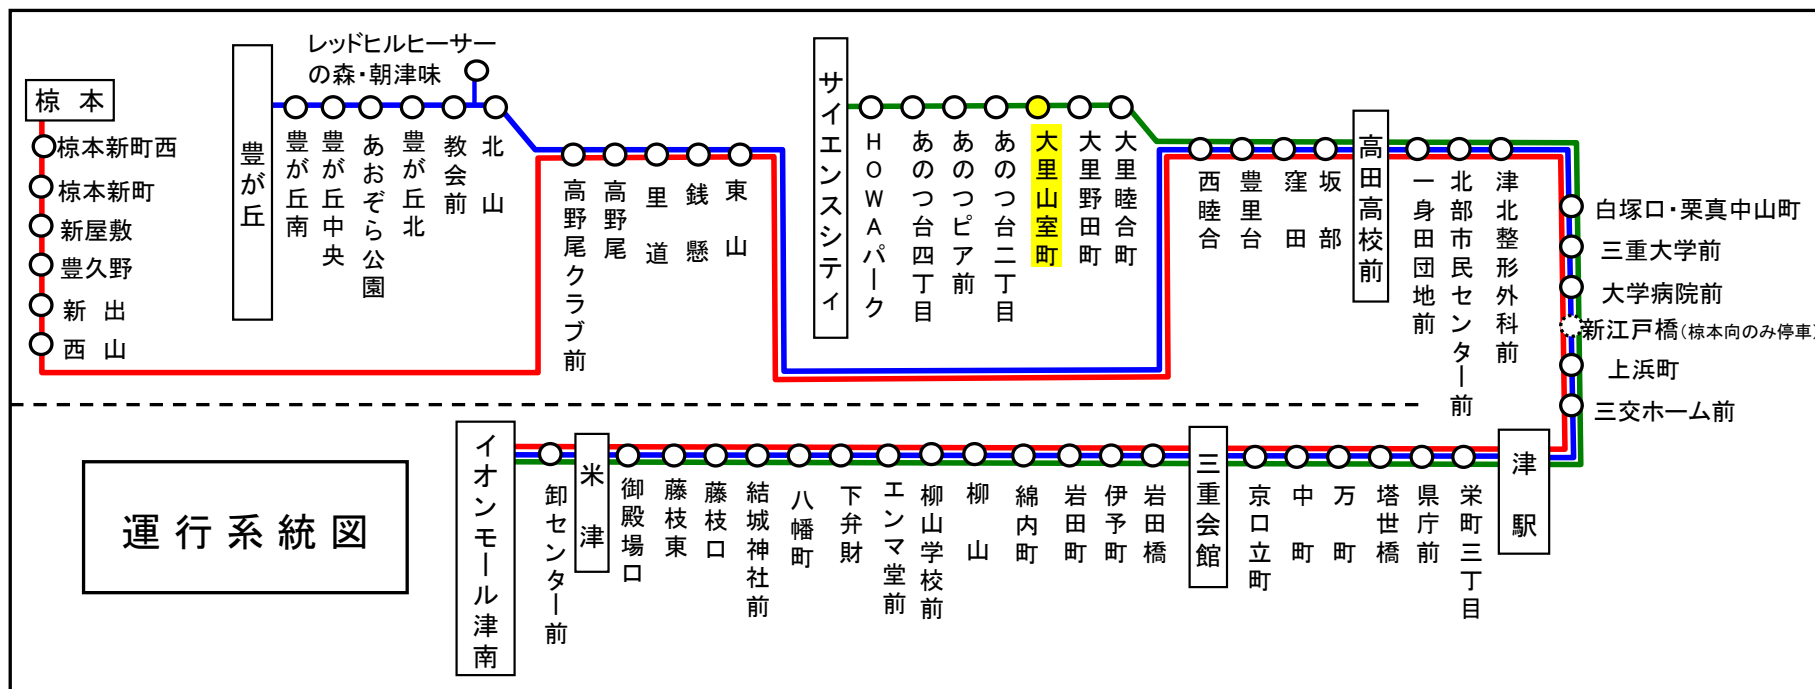 椋本
椋本新町西
椋本新町
新屋敷
豊久野
新出
西山
豊が丘
豊が丘南
豊が丘中央
あおぞら公園
豊が丘北
教会前
レッドヒルヒーサー
の森・朝津味
北山
高野尾クラブ前
高野尾
里道
銭懸
東山
サイエンスシティ
HOWAパーク
あのつ台四丁目
あのつピア前
あのつ台二丁目
大里山室町
大里野田町
大里睦合町
西睦合
豊里台
窪田
坂部
高田高校前
一身田団地前
北部市民センター前
津北整形外科前
白塚口・栗真中山町
三重大学前
大学病院前
新江戸橋(椋本向のみ停車)
上浜町
三交ホーム前
運行系統図
イオンモール津南
卸センター前
米津
御殿場口
藤枝東
藤枝口
結城神社前
八幡町
下弁財
エンマ堂前
柳山学校前
柳山
綿内町
岩田町
伊予町
岩田橋
三重会館
京口立町
中町
万町
塔世橋
県庁前
栄町三丁目
津駅